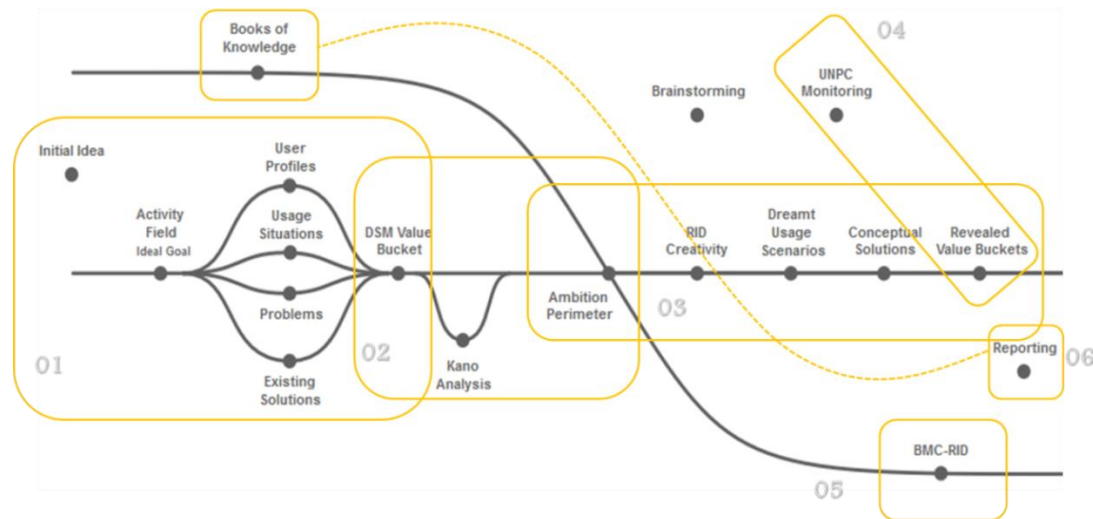 Books of
Knowledge
04
UNPC
Monitoring
Brainstorming
Initial Idea
User
Profiles
Activity
Field
Ideal Goal
Usage
Situations
DSM Value
Bucket
RID
Creativity
Dreamt
Usage
Scenarios
Conceptual
Solutions
Revealed
Value Buckets
Problems
Ambition
Perimeter
03
01
02
Existing
Solutions
Kano
Analysis
Reporting
06
BMC-RID
05